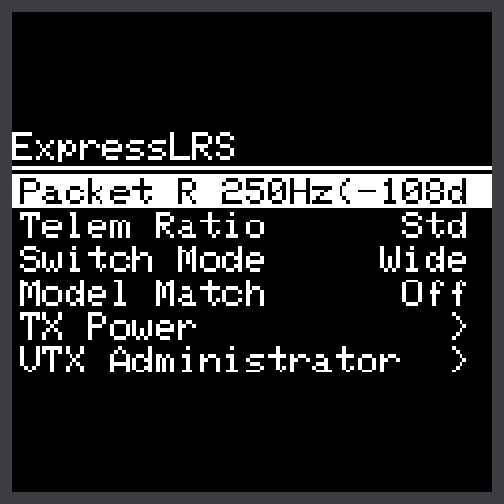 ExpressLRS
Packet R 250Hz(-108d
Telem Ratio Std
Switch Mode Wide
Model Match Off
TX Power >
VTX Administrator >